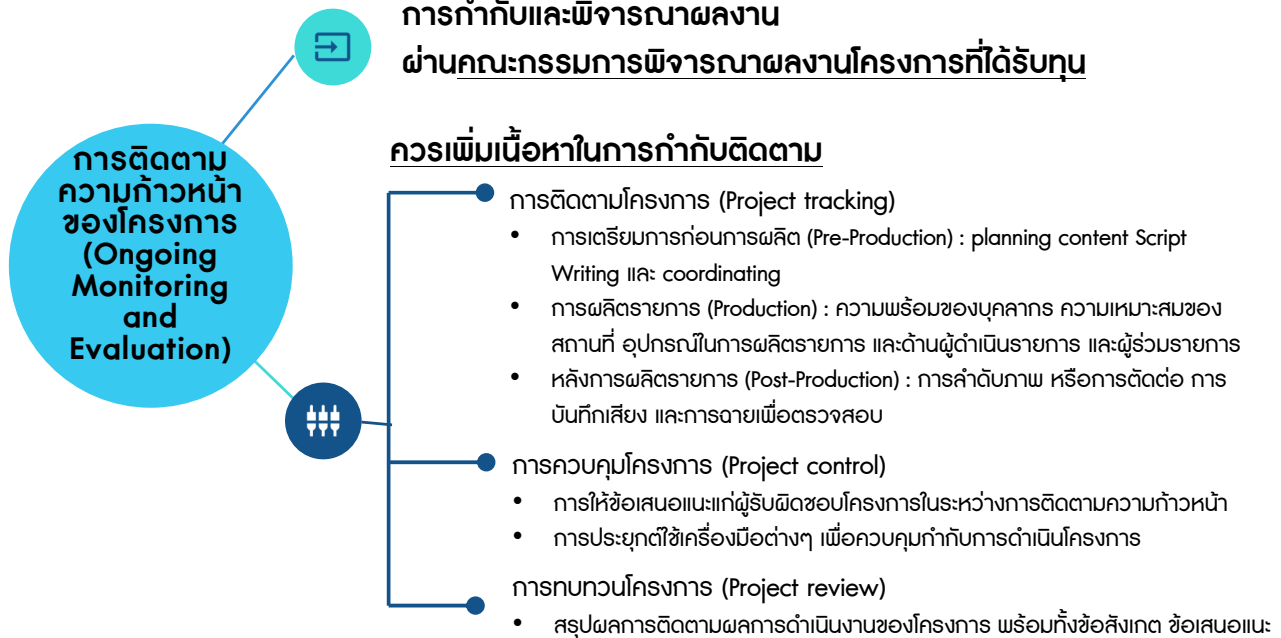 การกำกับและพิจารณาผลงาน
ผ่านคณะกรรมการพิจารณาผลงานโครงการที่ได้รับทุน
การติดตาม
ความก้าวหน้า
ของโครงการ
(Ongoing
Monitoring
and
Evaluation)
ควรเพิ่มเนื้อหาในการกำกับติดตาม
การติดตามโครงการ (Project tracking)
• การเตรียมการก่อนการผลิต (Pre-Production) : planning content Script
Writing และ coordinating
• การผลิตรายการ (Production) : ความพร้อมของบุคลากร ความเหมาะสมของ
สถานที่ อุปกรณ์ในการผลิตรายการ และด้านผู้ดำเนินรายการ และผู้ร่วมรายการ
• หลังการผลิตรายการ (Post-Production) : การลำดับภาพ หรือการตัดต่อ การ
บันทึกเสียง และการฉายเพื่อตรวจสอบ
การควบคุมโครงการ (Project control)
• การให้ข้อเสนอแนะแก่ผู้รับผิดชอบโครงการในระหว่างการติดตามความก้าวหน้า
• การประยุกต์ใช้เครื่องมือต่างๆ เพื่อควบคุมกำกับการดำเนินโครงการ
การทบทวนโครงการ (Project review)
• สรุปผลการติดตามผลการดำเนินงานของโครงการ พร้อมทั้งข้อสังเกต ข้อเสนอแนะ